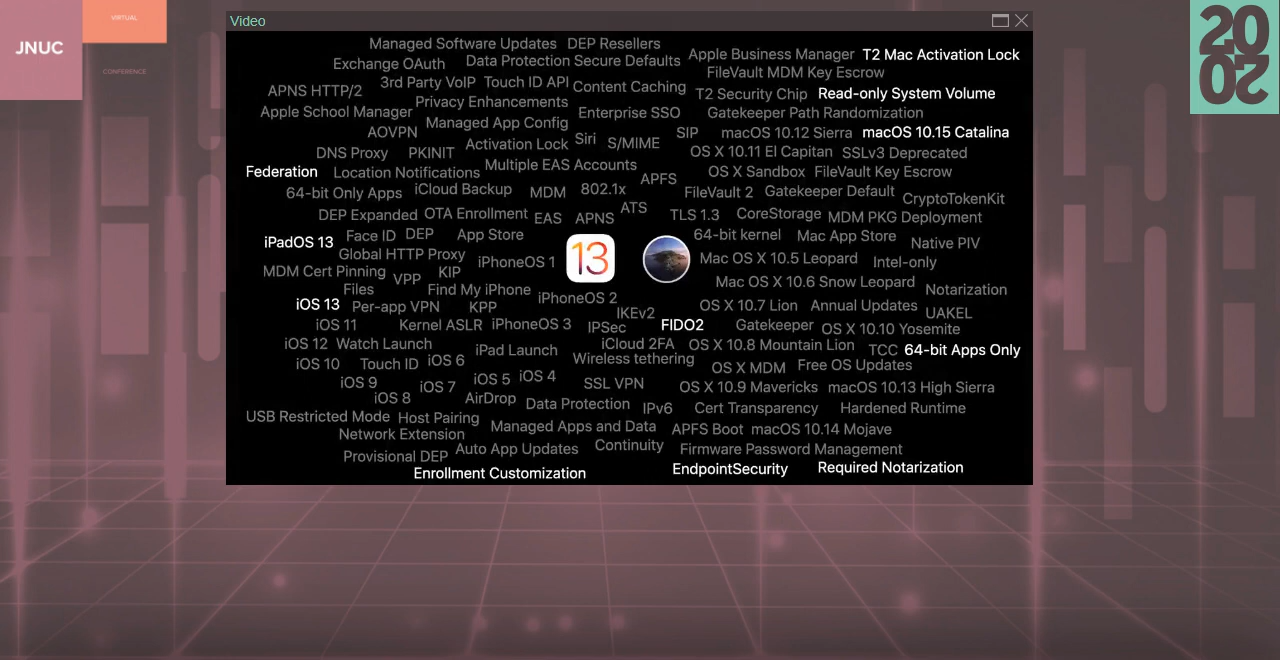 JNUC
VIRTUAL
CONFERENCE
2020
Video
Managed Software Updates DEP Resellers
Exchange OAuth Data Protection Secure Defaults Apple Business Manager T2 Mac Activation Lock
3rd Party VoIP Touch ID API Content Caching FileVault MDM Key Escrow
APNS HTTP/2 Privacy Enhancements T2 Security Chip Read-only System Volume
Apple School Manager Managed App Config Enterprise SSO Gatekeeper Path Randomization
AOVPN Activation Lock Siri S/MIME SIP macOS 10.12 Sierra macOS 10.15 Catalina
DNS Proxy PKINIT Multiple EAS Accounts OS X 10.11 El Capitan SSLv3 Deprecated
Federation Location Notifications APFS OS X Sandbox FileVault Key Escrow
64-bit Only Apps iCloud Backup MDM 802.1x FileVault 2 Gatekeeper Default CryptoTokenKit
DEP Expanded OTA Enrollment EAS APNS ATS TLS 1.3 CoreStorage MDM PKG Deployment
iPadOS 13 Face ID DEP App Store 64-bit kernel Mac App Store Native PIV
Global HTTP Proxy iPhoneOS 1 13 Mac OS X 10.5 Leopard Intel-only
MDM Cert Pinning VPP KIP Mac OS X 10.6 Snow Leopard Notarization
Files Find My iPhone iPhoneOS 2
iOS 13 Per-app VPN KPP IKEv2 OS X 10.7 Lion Annual Updates UAKEL
iOS 11 Kernel ASLR iPhoneOS 3 IPSec FIDO2 Gatekeeper OS X 10.10 Yosemite
iOS 12 Watch Launch iPad Launch iCloud 2FA OS X 10.8 Mountain Lion TCC 64-bit Apps Only
iOS 10 Touch ID iOS 6 Wireless tethering OS X MDM Free OS Updates
iOS 9 iOS 7 iOS 5 iOS 4 SSL VPN OS X 10.9 Mavericks macOS 10.13 High Sierra
iOS 8 AirDrop Data Protection IPv6 Cert Transparency Hardened Runtime
USB Restricted Mode Host Pairing Managed Apps and Data APFS Boot macOS 10.14 Mojave
Network Extension Auto App Updates Continuity Firmware Password Management
Provisional DEP
Enrollment Customization EndpointSecurity Required Notarization